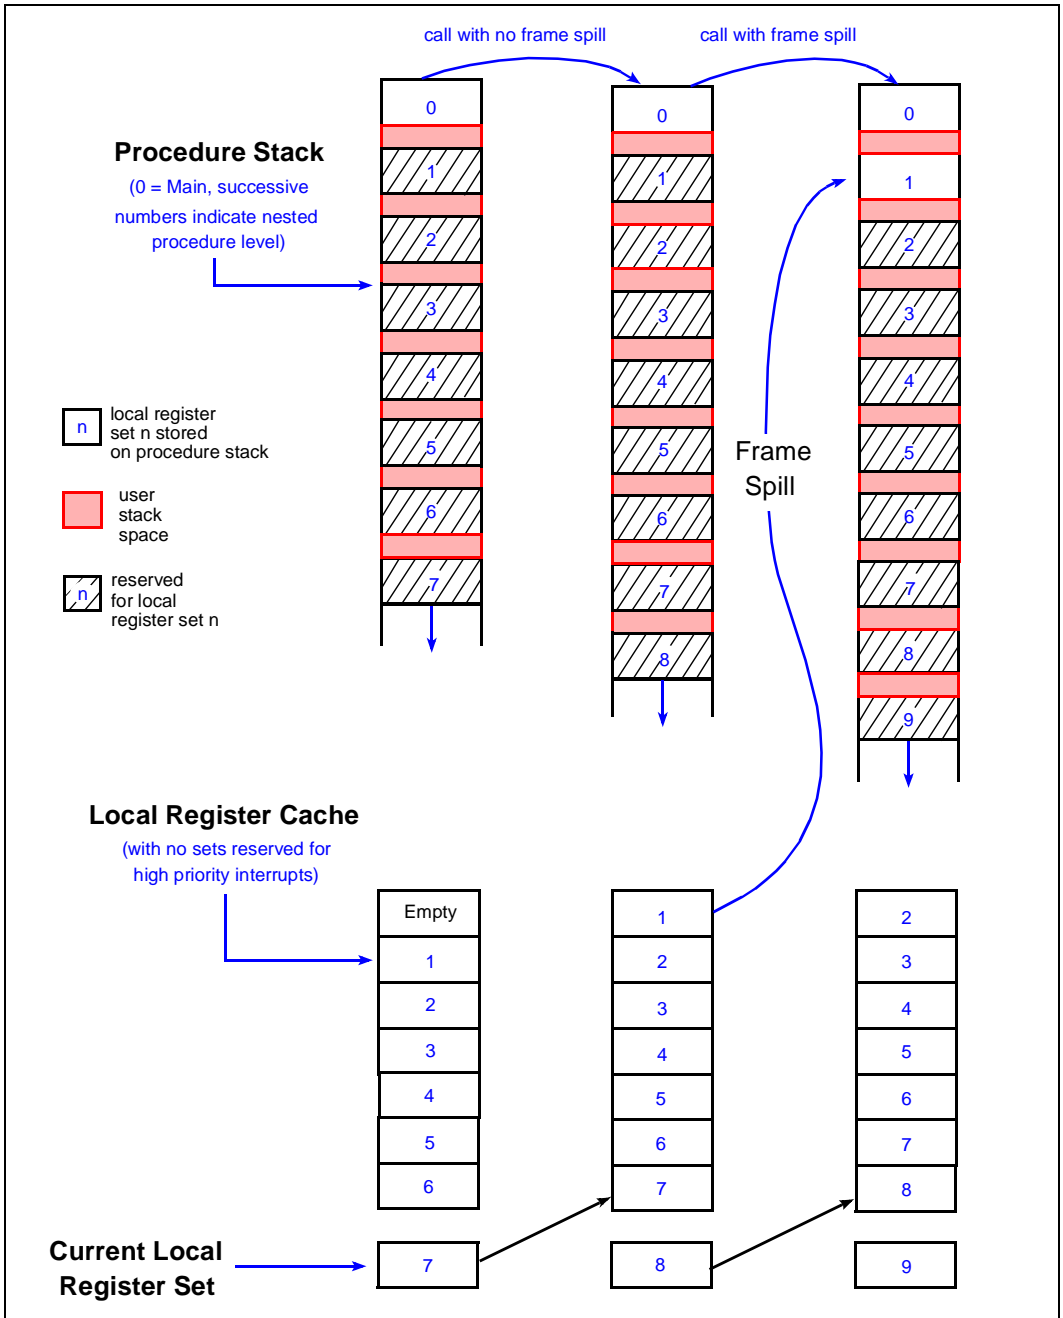 call with no frame spill
call with frame spill
Procedure Stack
(0 = Main, successive
numbers indicate nested
procedure level)
n
local register
set n stored
on procedure stack
user
stack
space
n
reserved
for local
register set n
0
1
2
3
4
5
6
7
0
1
2
3
4
5
6
7
8
0
1
2
3
4
5
6
7
8
9
Frame
Spill
Local Register Cache
(with no sets reserved for
high priority interrupts)
Empty
1
2
3
4
5
6
1
2
3
4
5
6
7
2
3
4
5
6
7
8
Current Local
Register Set
7
8
9